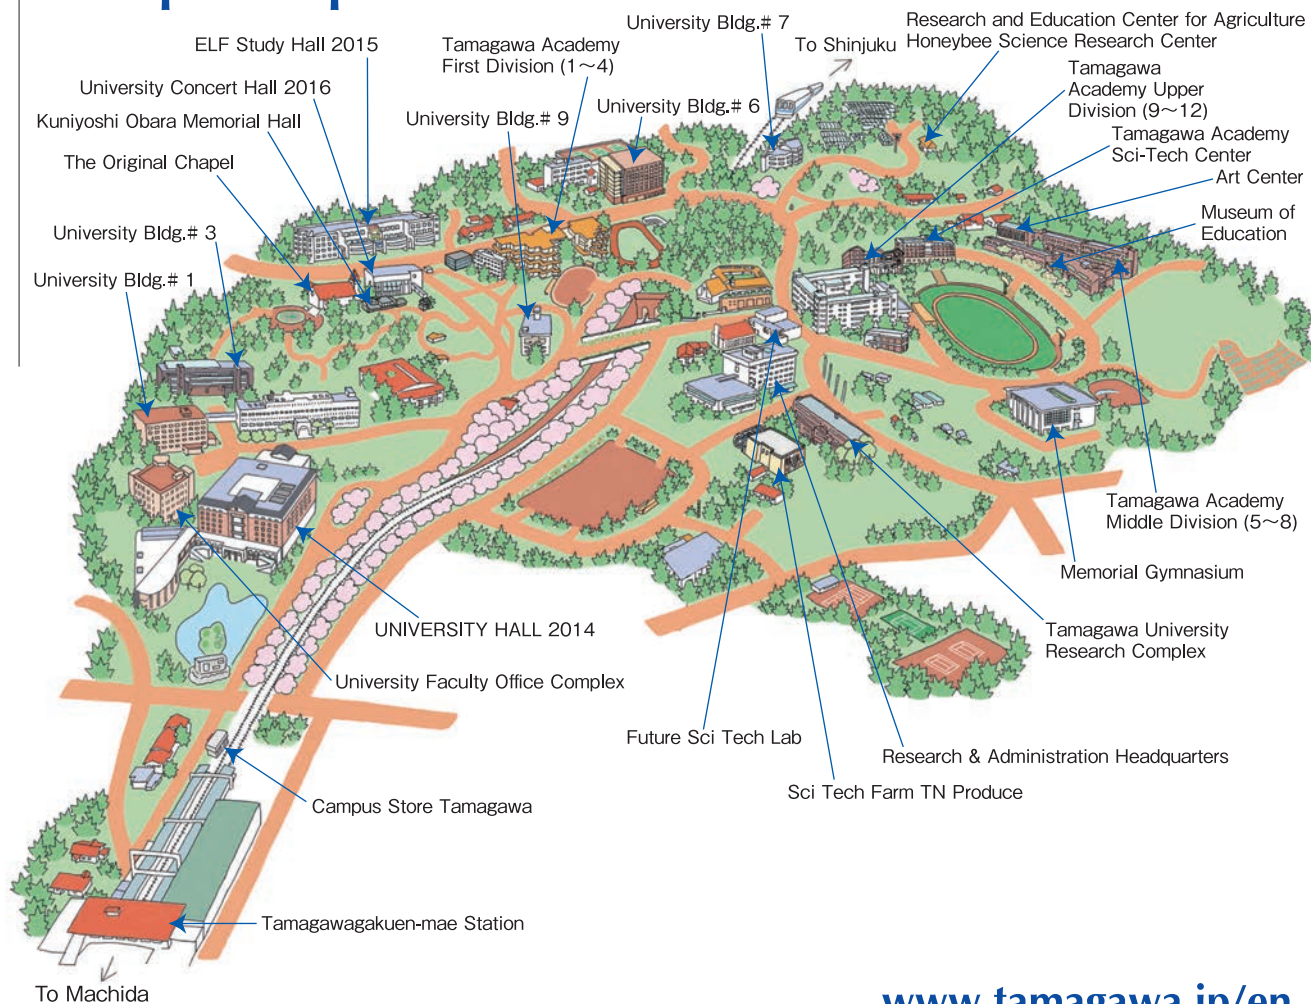 University Bldg.# 7
Research and Education Center for Agriculture
Honeybee Science Research Center
ELF Study Hall 2015
Tamagawa Academy
First Division (1～4)
To Shinjuku
Tamagawa
Academy Upper
Division (9～12)
University Concert Hall 2016
University Bldg.# 9
University Bldg.# 6
Kuniyoshi Obara Memorial Hall
Tamagawa Academy
Sci-Tech Center
The Original Chapel
Art Center
University Bldg.# 3
Museum of
Education
University Bldg.# 1
Tamagawa Academy
Middle Division (5～8)
Memorial Gymnasium
UNIVERSITY HALL 2014
Tamagawa University
Research Complex
University Faculty Office Complex
Future Sci Tech Lab
Research & Administration Headquarters
Sci Tech Farm TN Produce
Campus Store Tamagawa
Tamagawagakuen-mae Station
To Machida
www.tamagawa.jp/en